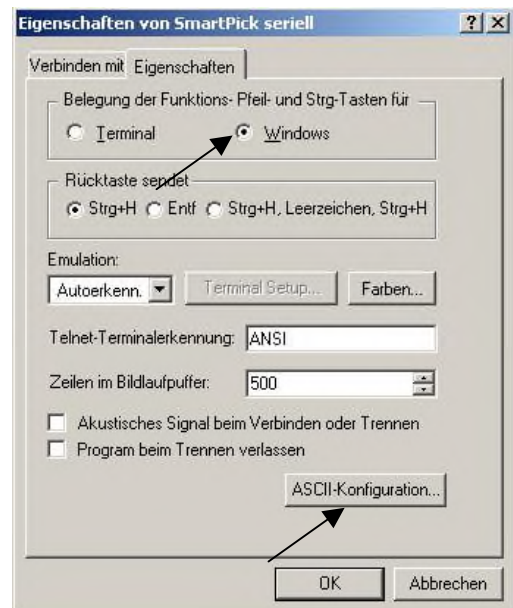 Eigenschaften von SmartPick seriell
Verbinden mit Eigenschaften
Belegung der Funktions- Pfeil- und Strg-Tasten für
Terminal Windows
Rücktaste sendet
Strg+H Entf Strg+H, Leerzeichen, Strg+H
Emulation:
Autoerkenn. Terminal Setup... Farben...
Telnet-Terminalerkennung: ANSI
Zeilen im Bildlaufpuffer: 500
Akustisches Signal beim Verbinden oder Trennen
Program beim Trennen verlassen
ASCII-Konfiguration...
OK Abbrechen